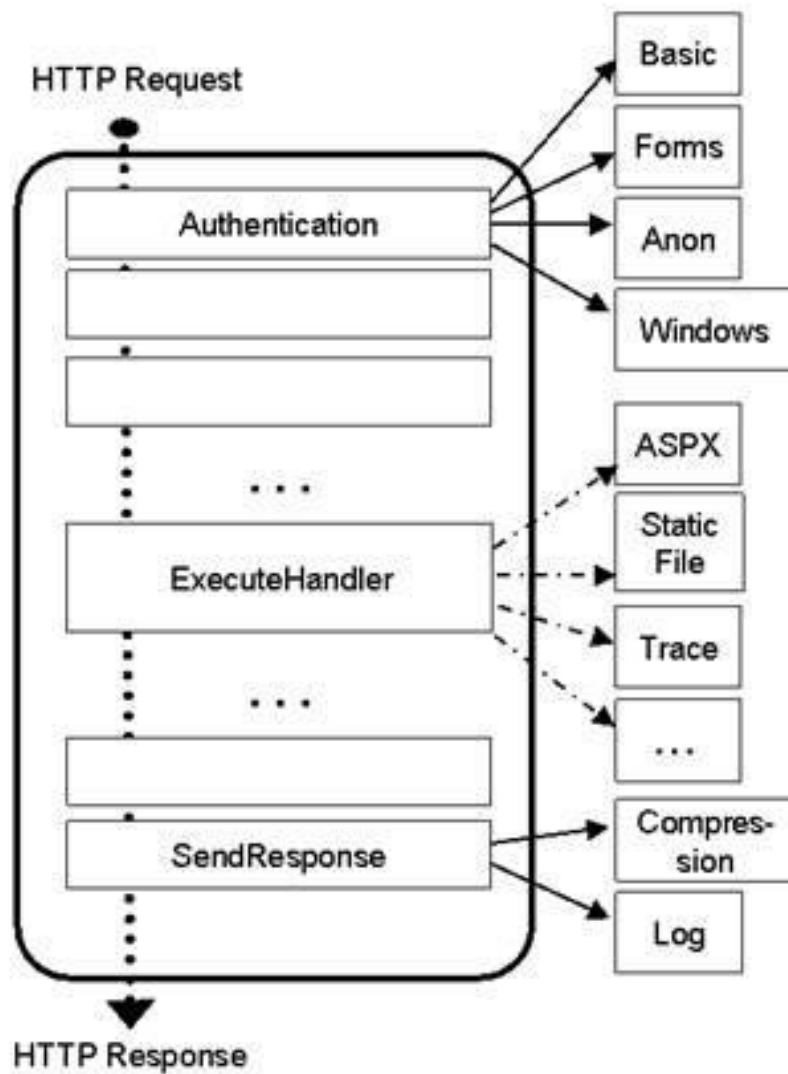 HTTP Request
Authentication
Basic
Forms
Anon
Windows
...
ExecuteHandler
ASPX
Static
File
Trace
...
...
SendResponse
Compres-
sion
Log
HTTP Response